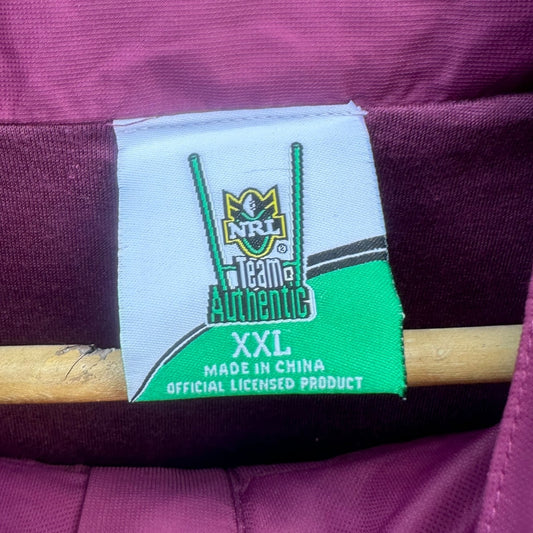 NRL
®
Team
Authentic
XXL
MADE IN CHINA
OFFICIAL LICENSED PRODUCT